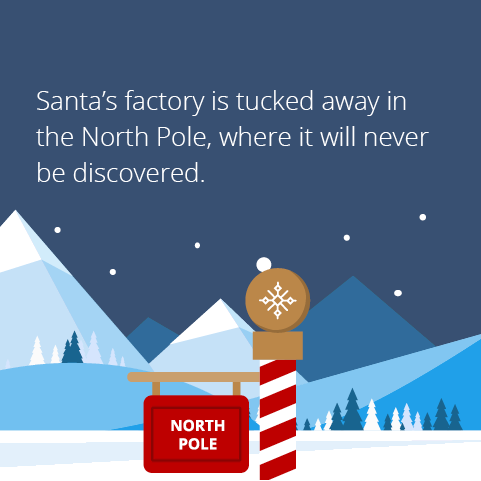 Santa’s factory is tucked away in
the North Pole, where it will never
be discovered.
NORTH
POLE